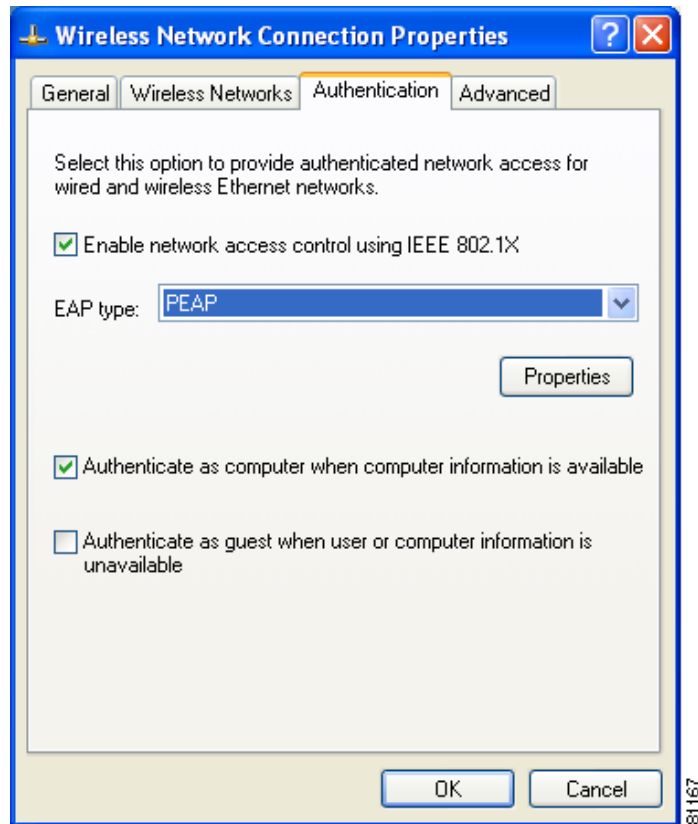 Wireless Network Connection Properties
General
Wireless Networks
Authentication
Advanced
Select this option to provide authenticated network access for
wired and wireless Ethernet networks.
Enable network access control using IEEE 802.1X
EAP type:
PEAP
Properties
Authenticate as computer when computer information is available
Authenticate as guest when user or computer information is
unavailable
OK
Cancel
81167